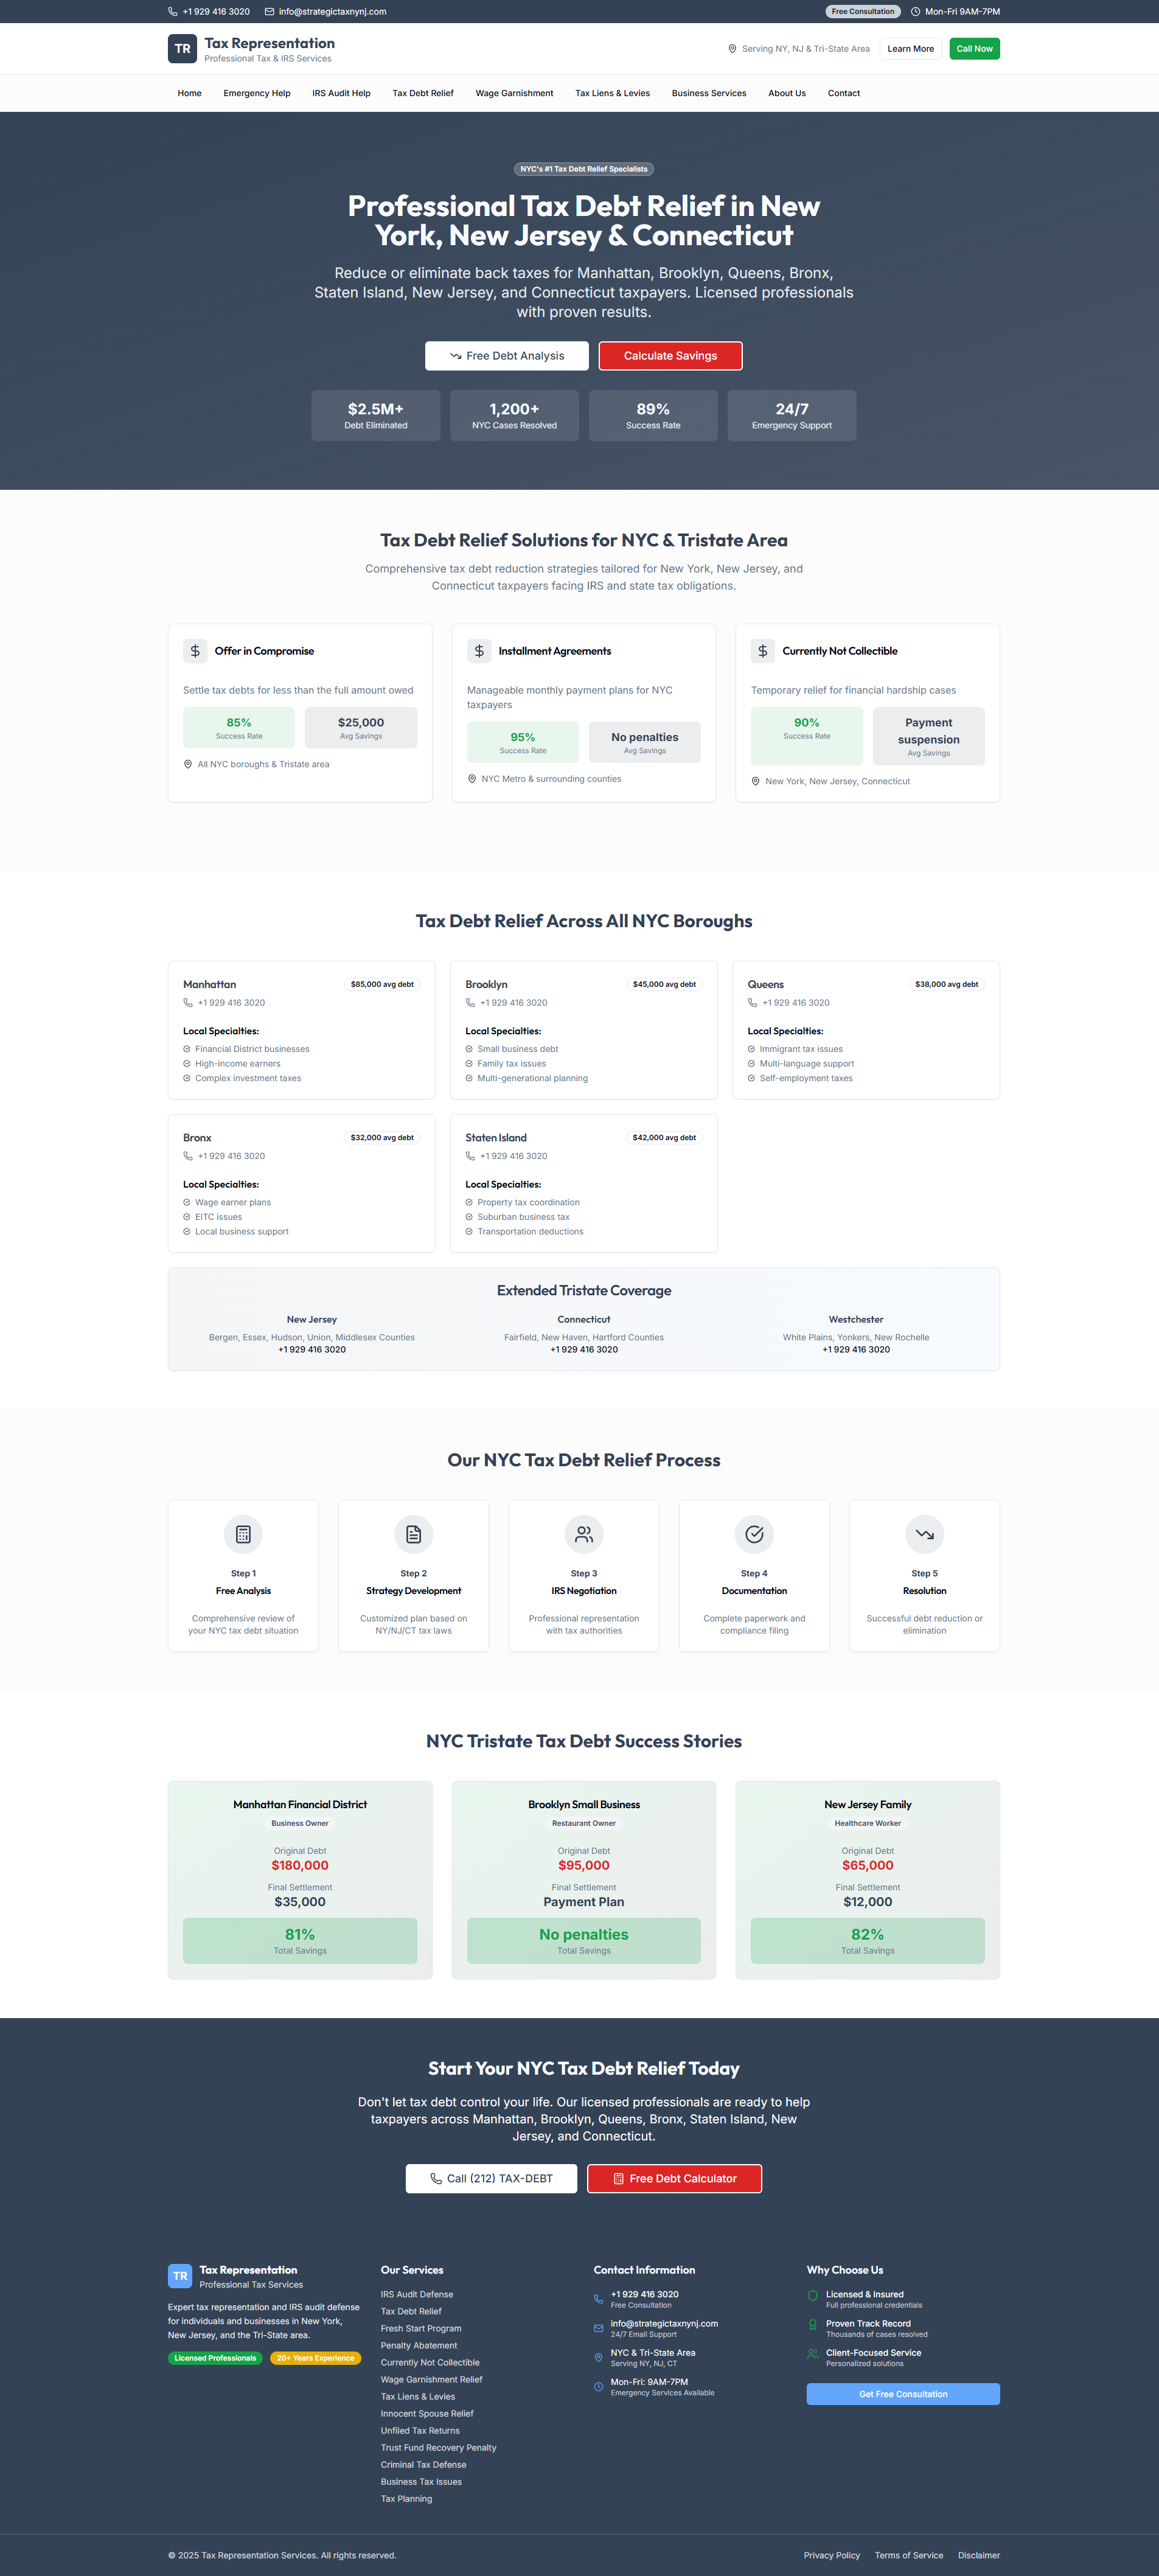 +1 929 416 3020 info@strategictaxnynj.com Free Consultation Mon-Fri 9AM-7PM
TR Tax Representation
Professional Tax & IRS Services
Serving NY, NJ & Tri-State Area Learn More Call Now
Home Emergency Help IRS Audit Help Tax Debt Relief Wage Garnishment Tax Liens & Levies Business Services About Us Contact
NYC's #1 Tax Debt Relief Specialists
Professional Tax Debt Relief in New
York, New Jersey & Connecticut
Reduce or eliminate back taxes for Manhattan, Brooklyn, Queens, Bronx,
Staten Island, New Jersey, and Connecticut taxpayers. Licensed professionals
with proven results.
Free Debt Analysis Calculate Savings
$2.5M+ 1,200+ 89% 24/7
Debt Eliminated NYC Cases Resolved Success Rate Emergency Support
Tax Debt Relief Solutions for NYC & Tristate Area
Comprehensive tax debt reduction strategies tailored for New York, New Jersey, and
Connecticut taxpayers facing IRS and state tax obligations.
Offer in Compromise
Settle tax debts for less than the full amount owed
85% $25,000
Success Rate Avg Savings
All NYC boroughs & Tristate area
Installment Agreements
Manageable monthly payment plans for NYC
taxpayers
95% No penalties
Success Rate Avg Savings
NYC Metro & surrounding counties
Currently Not Collectible
Temporary relief for financial hardship cases
90% Payment
suspension
Success Rate Avg Savings
New York, New Jersey, Connecticut
Tax Debt Relief Across All NYC Boroughs
Manhattan $85,000 avg debt
+1 929 416 3020
Local Specialties:
Financial District businesses
High-income earners
Complex investment taxes
Brooklyn $45,000 avg debt
+1 929 416 3020
Local Specialties:
Small business debt
Family tax issues
Multi-generational planning
Queens $38,000 avg debt
+1 929 416 3020
Local Specialties:
Immigrant tax issues
Multi-language support
Self-employment taxes
Bronx $32,000 avg debt
+1 929 416 3020
Local Specialties:
Wage earner plans
EITC issues
Local business support
Staten Island $42,000 avg debt
+1 929 416 3020
Local Specialties:
Property tax coordination
Suburban business tax
Transportation deductions
Extended Tristate Coverage
New Jersey
Bergen, Essex, Hudson, Union, Middlesex Counties
+1 929 416 3020
Connecticut
Fairfield, New Haven, Hartford Counties
+1 929 416 3020
Westchester
White Plains, Yonkers, New Rochelle
+1 929 416 3020
Our NYC Tax Debt Relief Process
Step 1
Free Analysis
Comprehensive review of
your NYC tax debt situation
Step 2
Strategy Development
Customized plan based on
NY/NJ/CT tax laws
Step 3
IRS Negotiation
Professional representation
with tax authorities
Step 4
Documentation
Complete paperwork and
compliance filing
Step 5
Resolution
Successful debt reduction or
elimination
NYC Tristate Tax Debt Success Stories
Manhattan Financial District
Business Owner
Original Debt
$180,000
Final Settlement
$35,000
81%
Total Savings
Brooklyn Small Business
Restaurant Owner
Original Debt
$95,000
Final Settlement
Payment Plan
No penalties
Total Savings
New Jersey Family
Healthcare Worker
Original Debt
$65,000
Final Settlement
$12,000
82%
Total Savings
Start Your NYC Tax Debt Relief Today
Don't let tax debt control your life. Our licensed professionals are ready to help
taxpayers across Manhattan, Brooklyn, Queens, Bronx, Staten Island, New
Jersey, and Connecticut.
Call (212) TAX-DEBT Free Debt Calculator
TR Tax Representation
Professional Tax Services
Expert tax representation and IRS audit defense
for individuals and businesses in New York,
New Jersey, and the Tri-State area.
Licensed Professionals 20+ Years Experience
Our Services
IRS Audit Defense
Tax Debt Relief
Fresh Start Program
Penalty Abatement
Currently Not Collectible
Wage Garnishment Relief
Tax Liens & Levies
Innocent Spouse Relief
Unfiled Tax Returns
Trust Fund Recovery Penalty
Criminal Tax Defense
Business Tax Issues
Tax Planning
Contact Information
+1 929 416 3020
Free Consultation
info@strategictaxnynj.com
24/7 Email Support
NYC & Tri-State Area
Serving NY, NJ, CT
Mon-Fri: 9AM-7PM
Emergency Services Available
Why Choose Us
Licensed & Insured
Full professional credentials
Proven Track Record
Thousands of cases resolved
Client-Focused Service
Personalized solutions
Get Free Consultation
© 2025 Tax Representation Services. All rights reserved. Privacy Policy Terms of Service Disclaimer